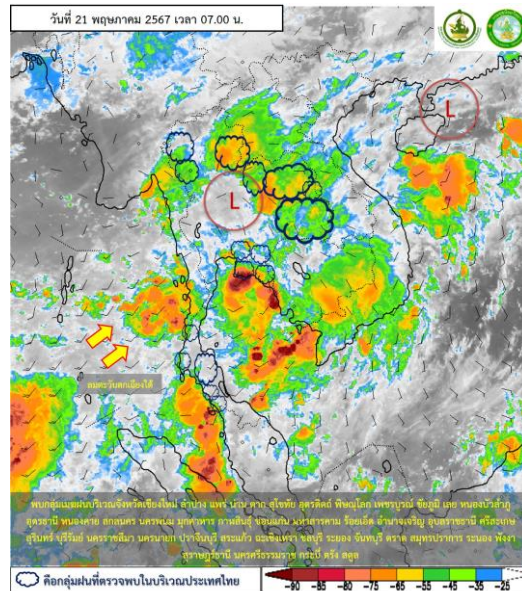 วันที่ 21 พฤษภาคม 2567 เวลา 07.00 น.
L
L
ลมตะวันตกเฉียงใต้
พบกลุ่มเมฆฝนบริเวณจังหวัดเชียงใหม่ ลำปาง แพร่ น่าน ตาก สุโขทัย อุตรดิตถ์ พิษณุโลก เพชรบูรณ์ ชัยภูมิ เลย หนองบัวลำภู
อุดรธานี หนองคาย สกลนคร นครพนม มุกดาหาร กาฬสินธุ์ ขอนแก่น มหาสารคาม ร้อยเอ็ด อำนาจเจริญ อุบลราชธานี ศรีสะเกษ
สุรินทร์ บุรีรัมย์ นครราชสีมา นครนายก ปราจีนบุรี สระแก้ว ฉะเชิงเทรา ชลบุรี ระยอง จันทบุรี ตราด สมุทรปราการ ระนอง พังงา
สุราษฎร์ธานี นครศรีธรรมราช กระบี่ ตรัง สตูล
คือกลุ่มฝนที่ตรวจพบในบริเวณประเทศไทย
-90 -85 -80 -75 -65 -55 -45 -35 -25